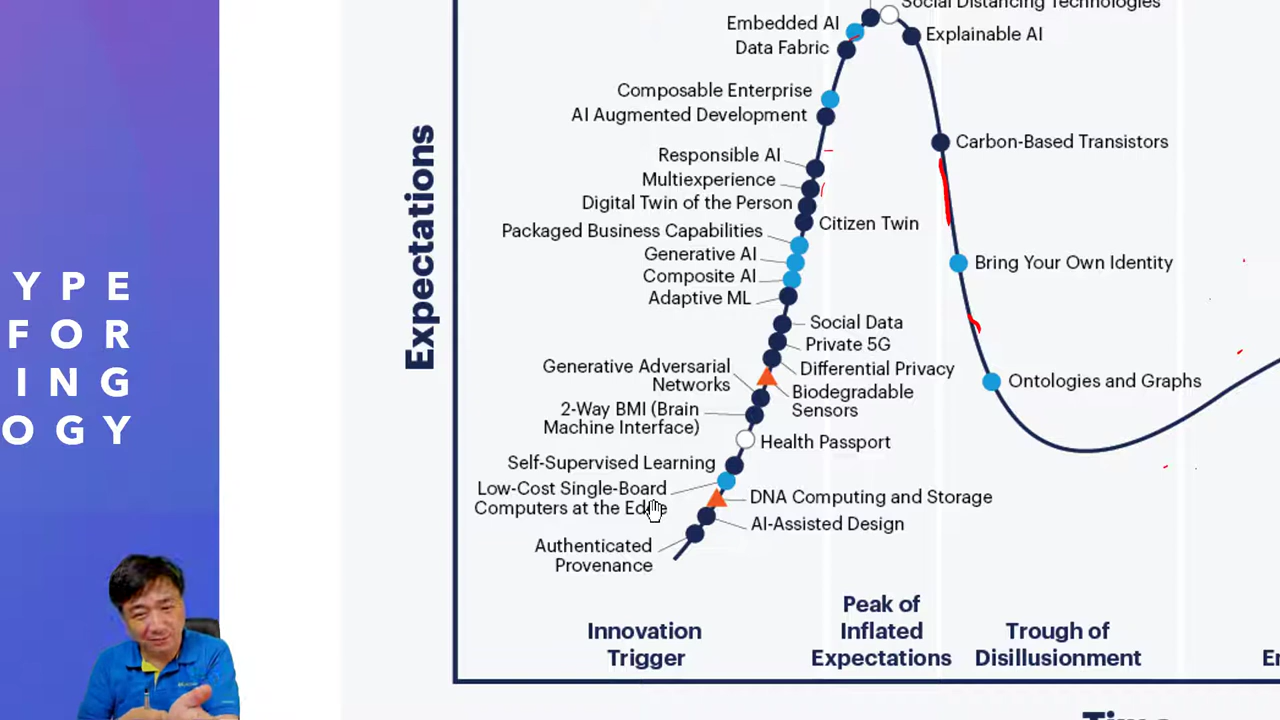 YPE
FOR
ING
OGY
Expectations
Social Distancing Technologies
Embedded AI
Data Fabric
Explainable AI
Composable Enterprise
AI Augmented Development
Carbon-Based Transistors
Responsible AI
Multiexperience
Digital Twin of the Person
Citizen Twin
Packaged Business Capabilities
Generative AI
Composite AI
Adaptive ML
Bring Your Own Identity
Social Data
Private 5G
Differential Privacy
Generative Adversarial
Networks
Biodegradable
Sensors
Ontologies and Graphs
2-Way BMI (Brain
Machine Interface)
Health Passport
Self-Supervised Learning
Low-Cost Single-Board
Computers at the Edge
DNA Computing and Storage
AI-Assisted Design
Authenticated
Provenance
Innovation
Trigger
Peak of
Inflated
Expectations
Trough of
Disillusionment
Time